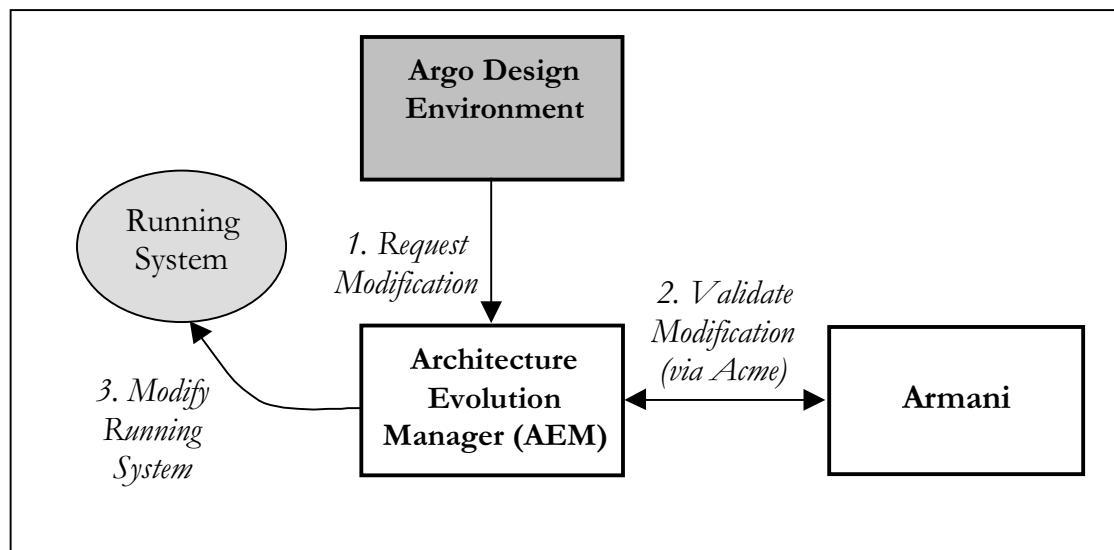 Argo Design
Environment
Running
System
1. Request
Modification
2. Validate
Modification
(via Acme)
Architecture
Evolution
Manager (AEM)
Armani
3. Modify
Running
System